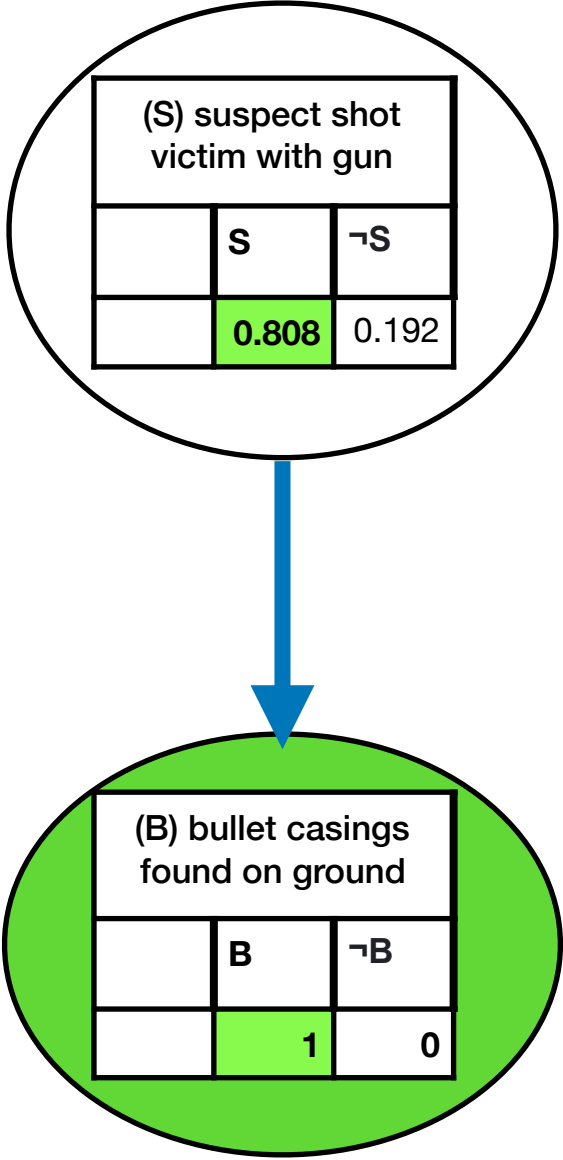 (S) suspect shot
victim with gun
S ¬S
0.808 0.192
(B) bullet casings
found on ground
B ¬B
1 0